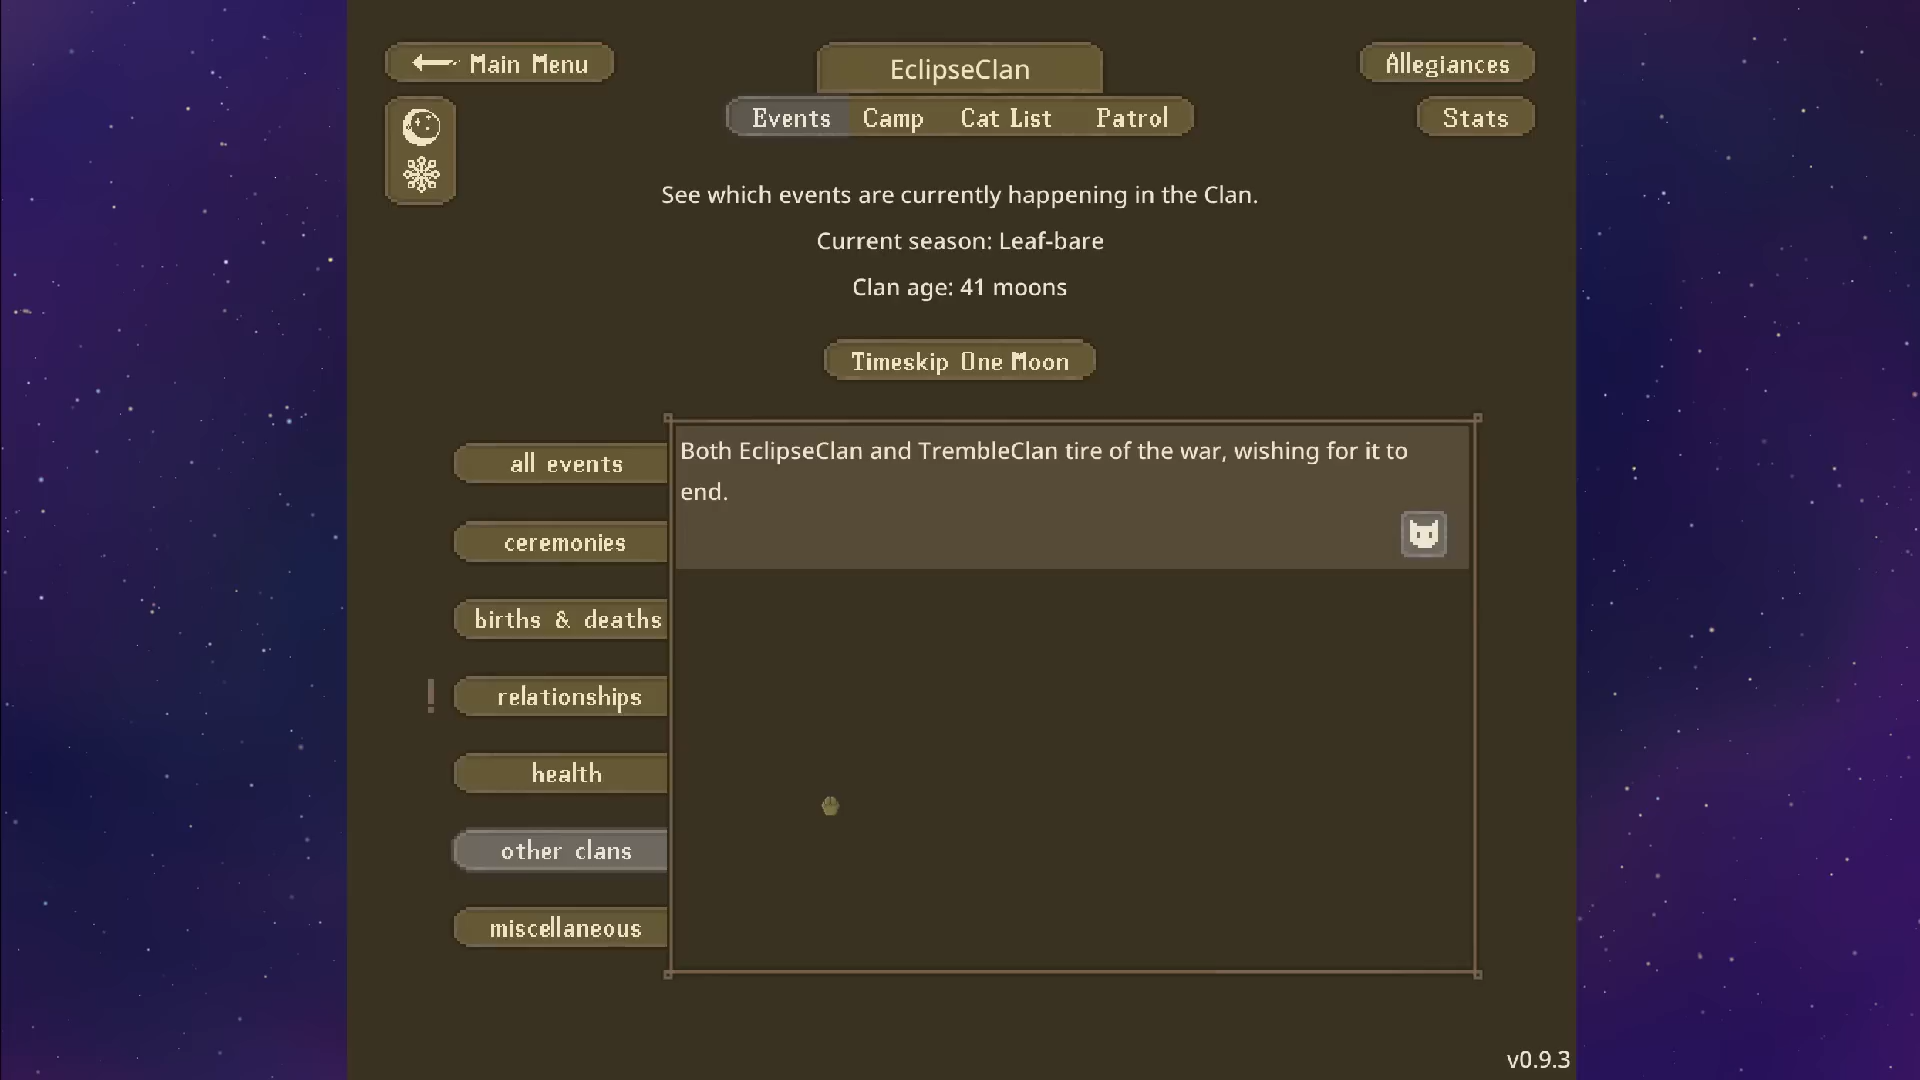 Main Menu
EclipseClan
Allegiances
Events Camp Cat List Patrol
Stats
See which events are currently happening in the Clan.
Current season: Leaf-bare
Clan age: 41 moons
Timeskip One Moon
all events
ceremonies
births & deaths
! relationships
health
other clans
miscellaneous
Both EclipseClan and TrembleClan tire of the war, wishing for it to
end.
v0.9.3